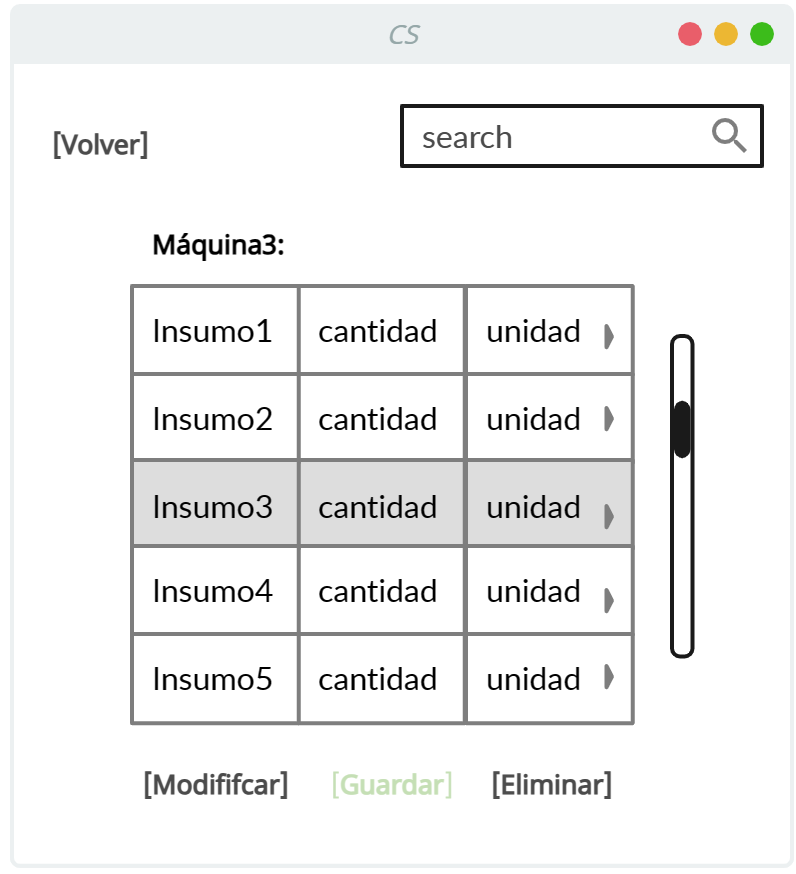 CS
[Volver]
search
Máquina3:
Insumo1 cantidad unidad
Insumo2 cantidad unidad
Insumo3 cantidad unidad
Insumo4 cantidad unidad
Insumo5 cantidad unidad
[Modififcar] [Guardar] [Eliminar]